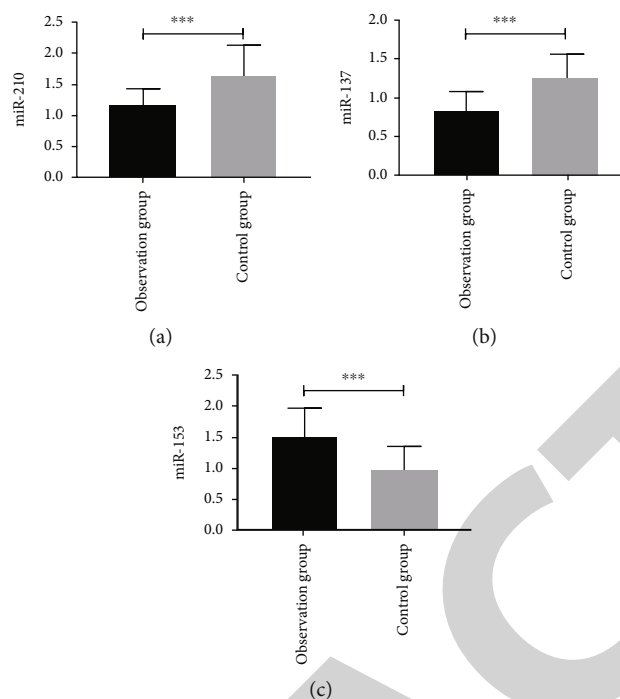 2.5
2.0
1.5
1.0
0.5
0.0
miR-210
***
Observation group
Control group
(a)
2.0
1.5
1.0
0.5
0.0
miR-137
***
Observation group
Control group
(b)
2.5
2.0
1.5
1.0
0.5
0.0
miR-153
***
Observation group
Control group
(c)